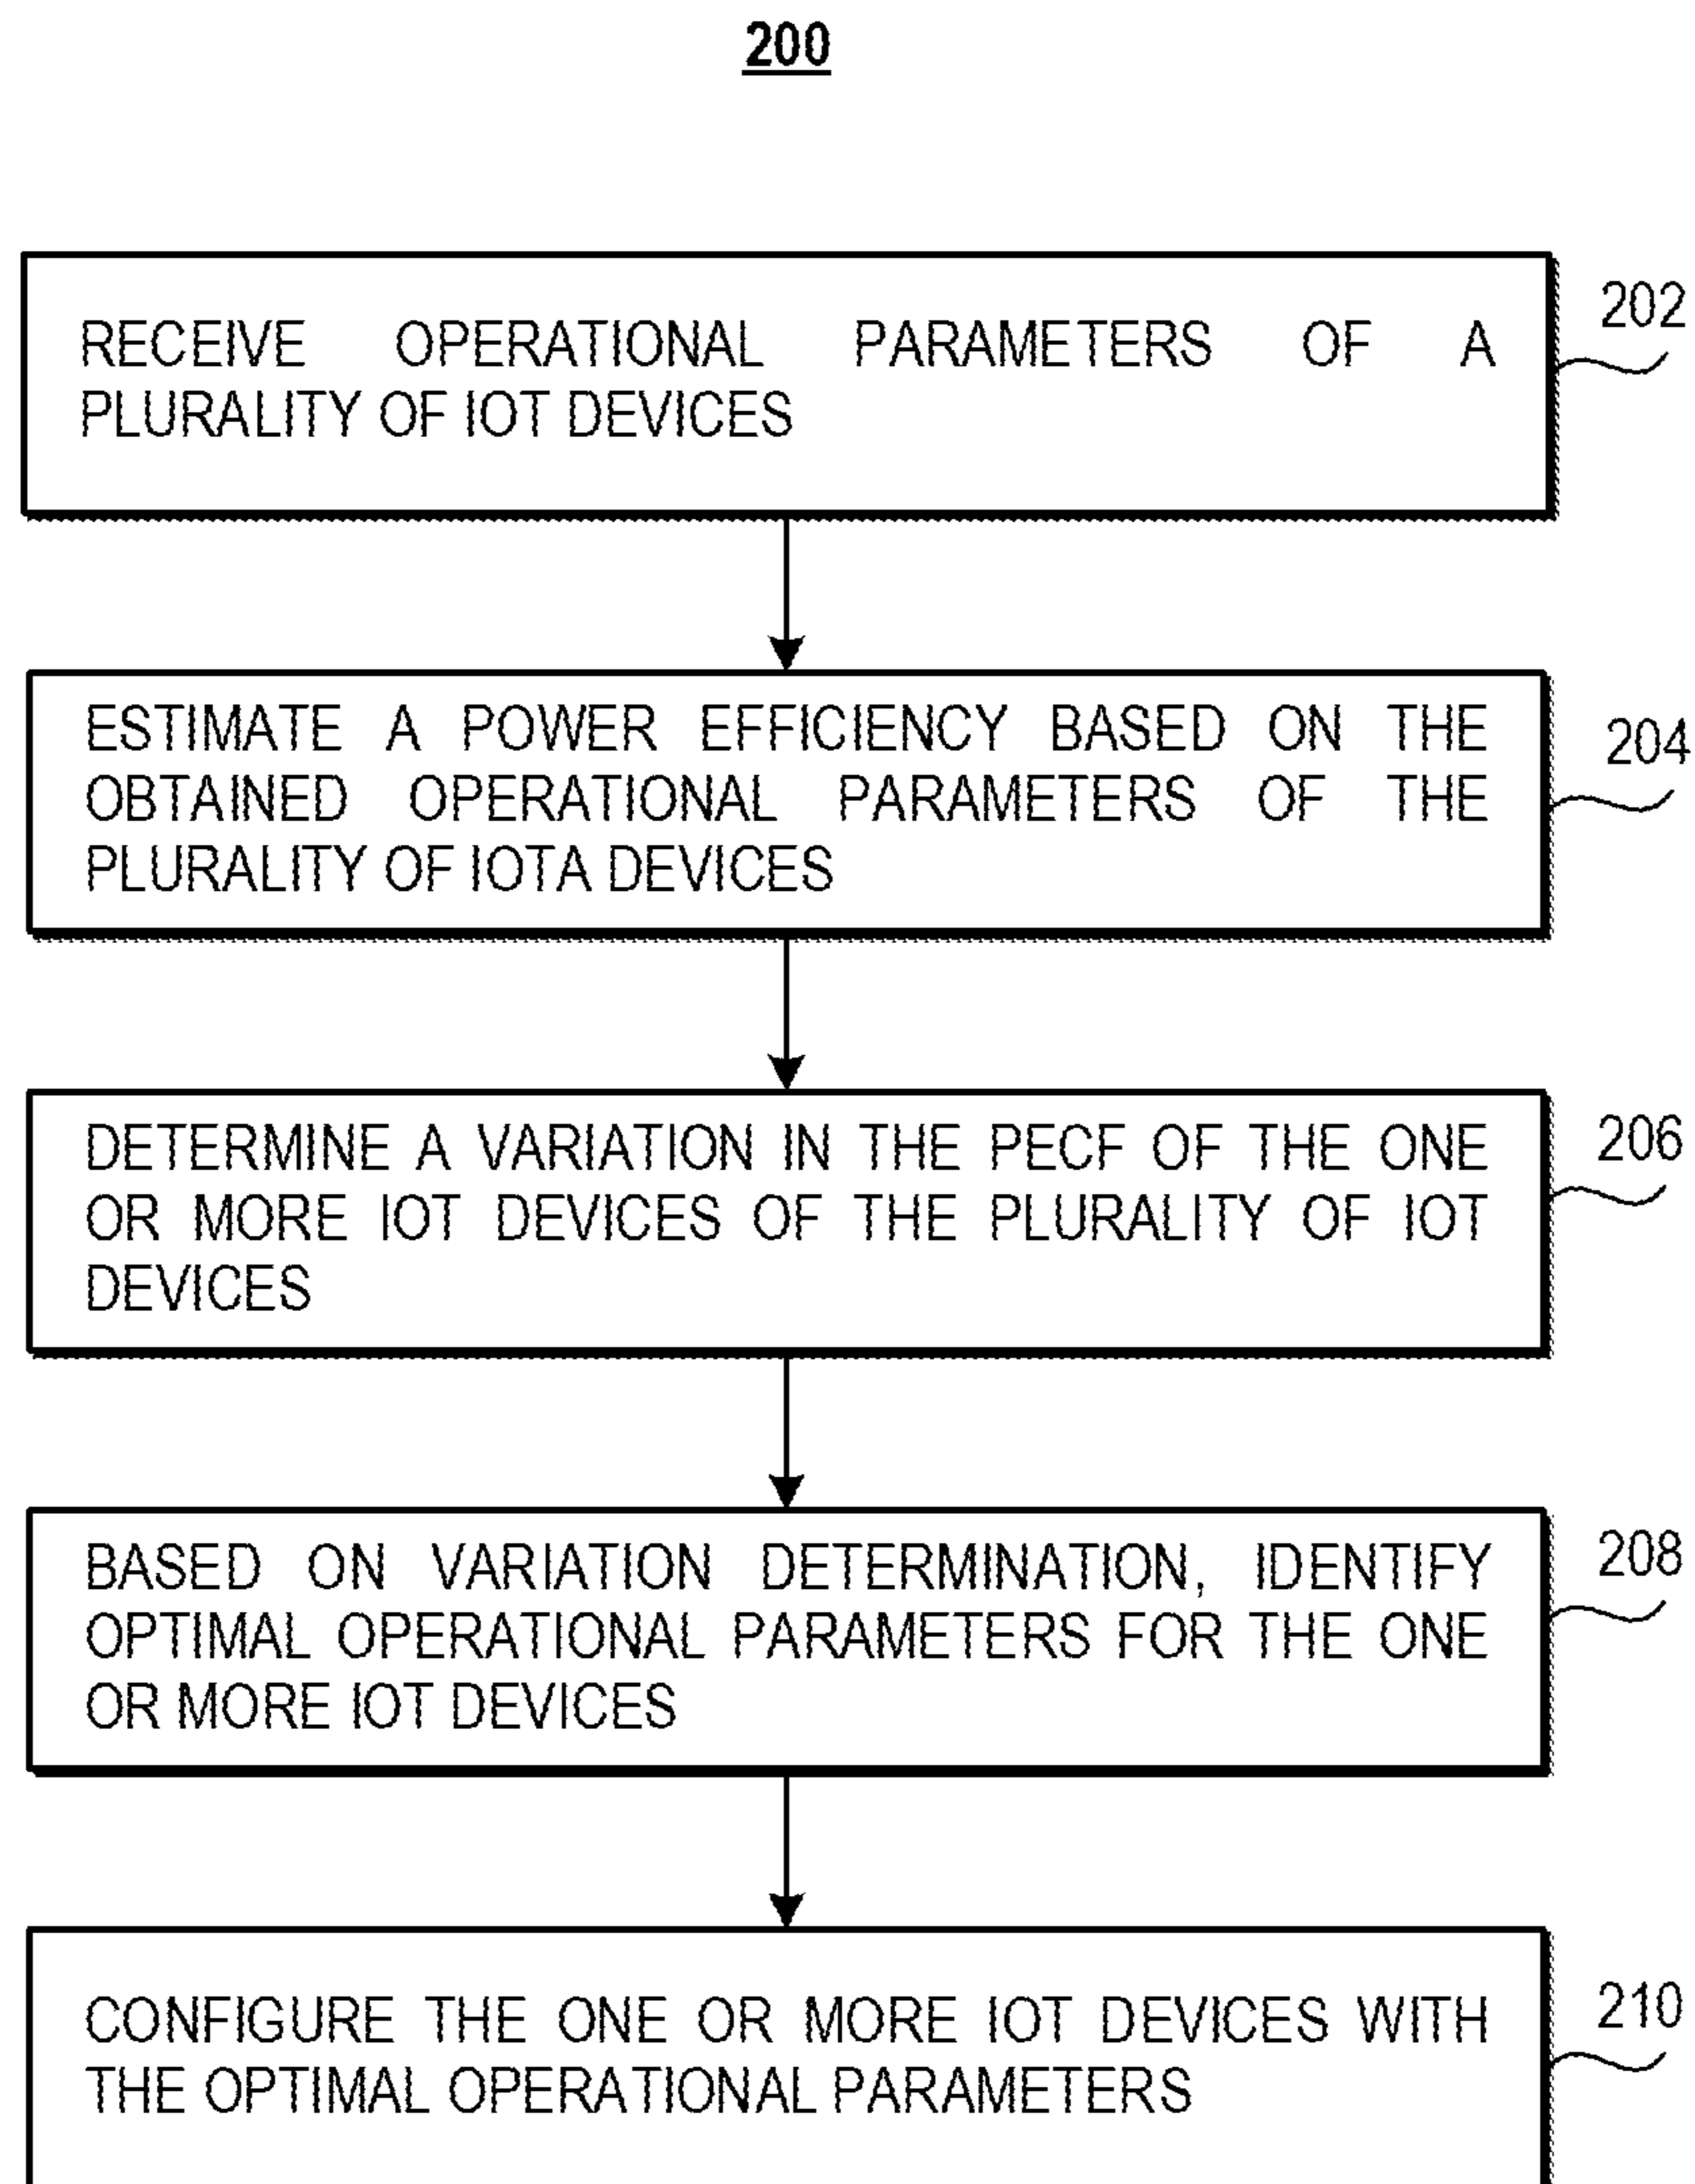 200
RECEIVE OPERATIONAL PARAMETERS OF A
PLURALITY OF IOT DEVICES
202
ESTIMATE A POWER EFFICIENCY BASED ON THE
OBTAINED OPERATIONAL PARAMETERS OF THE
PLURALITY OF IOTA DEVICES
204
DETERMINE A VARIATION IN THE PECF OF THE ONE
OR MORE IOT DEVICES OF THE PLURALITY OF IOT
DEVICES
206
BASED ON VARIATION DETERMINATION, IDENTIFY
OPTIMAL OPERATIONAL PARAMETERS FOR THE ONE
OR MORE IOT DEVICES
208
CONFIGURE THE ONE OR MORE IOT DEVICES WITH
THE OPTIMAL OPERATIONAL PARAMETERS
210